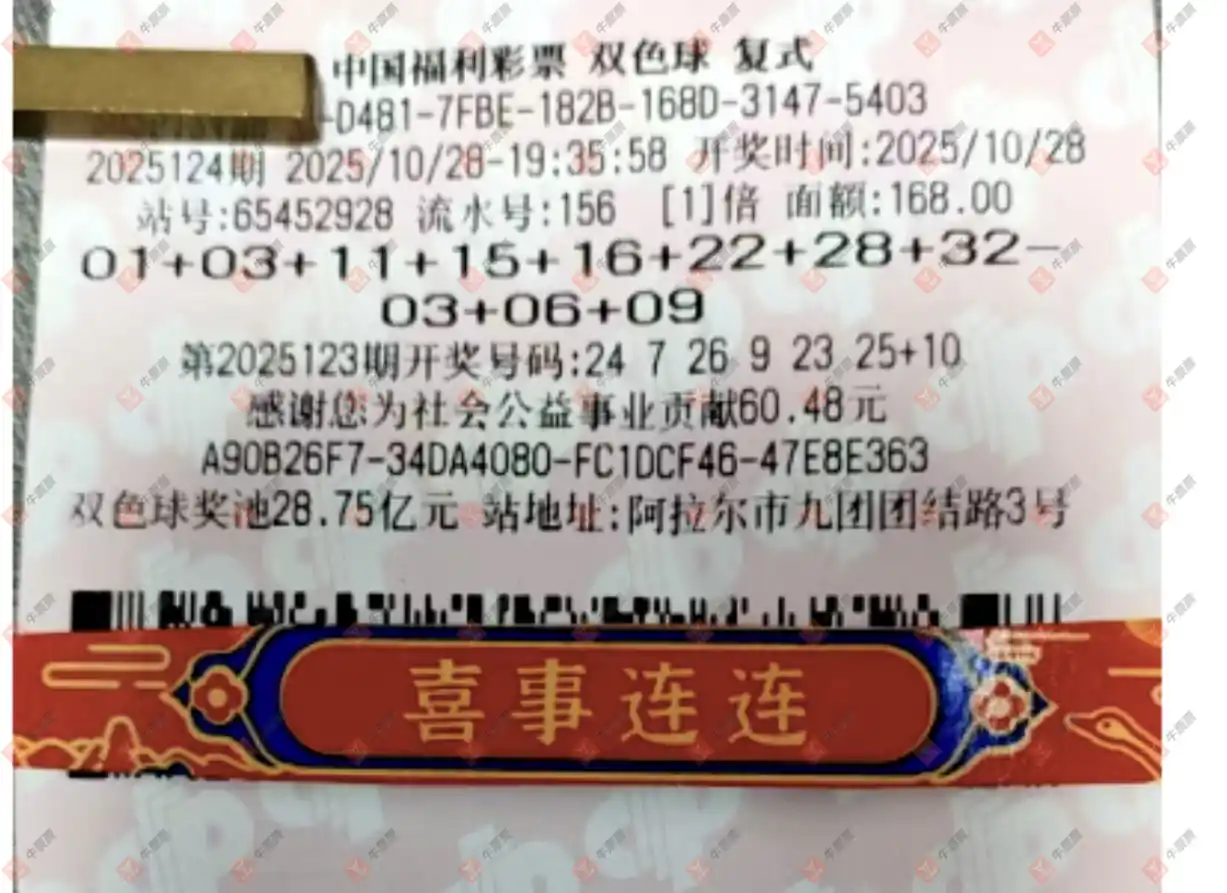 中国福利彩票 双色球 复式
-D481-7FBE-182B-168D-3147-5403
2025124期 2025/10/28-19:35:58 开奖时间:2025/10/28
站号:65452928 流水号:156 [1]倍 面额:168.00
01+03+11+15+16+22+28+32-
03+06+09
第2025123期开奖号码:24 7 26 9 23 25+10
感谢您为社会公益事业贡献60.48元
A90B26F7-34DA4080-FC1DCF46-47E8E363
双色球奖池28.75亿元 站地址:阿拉尔市九团团结路3号
喜事连连